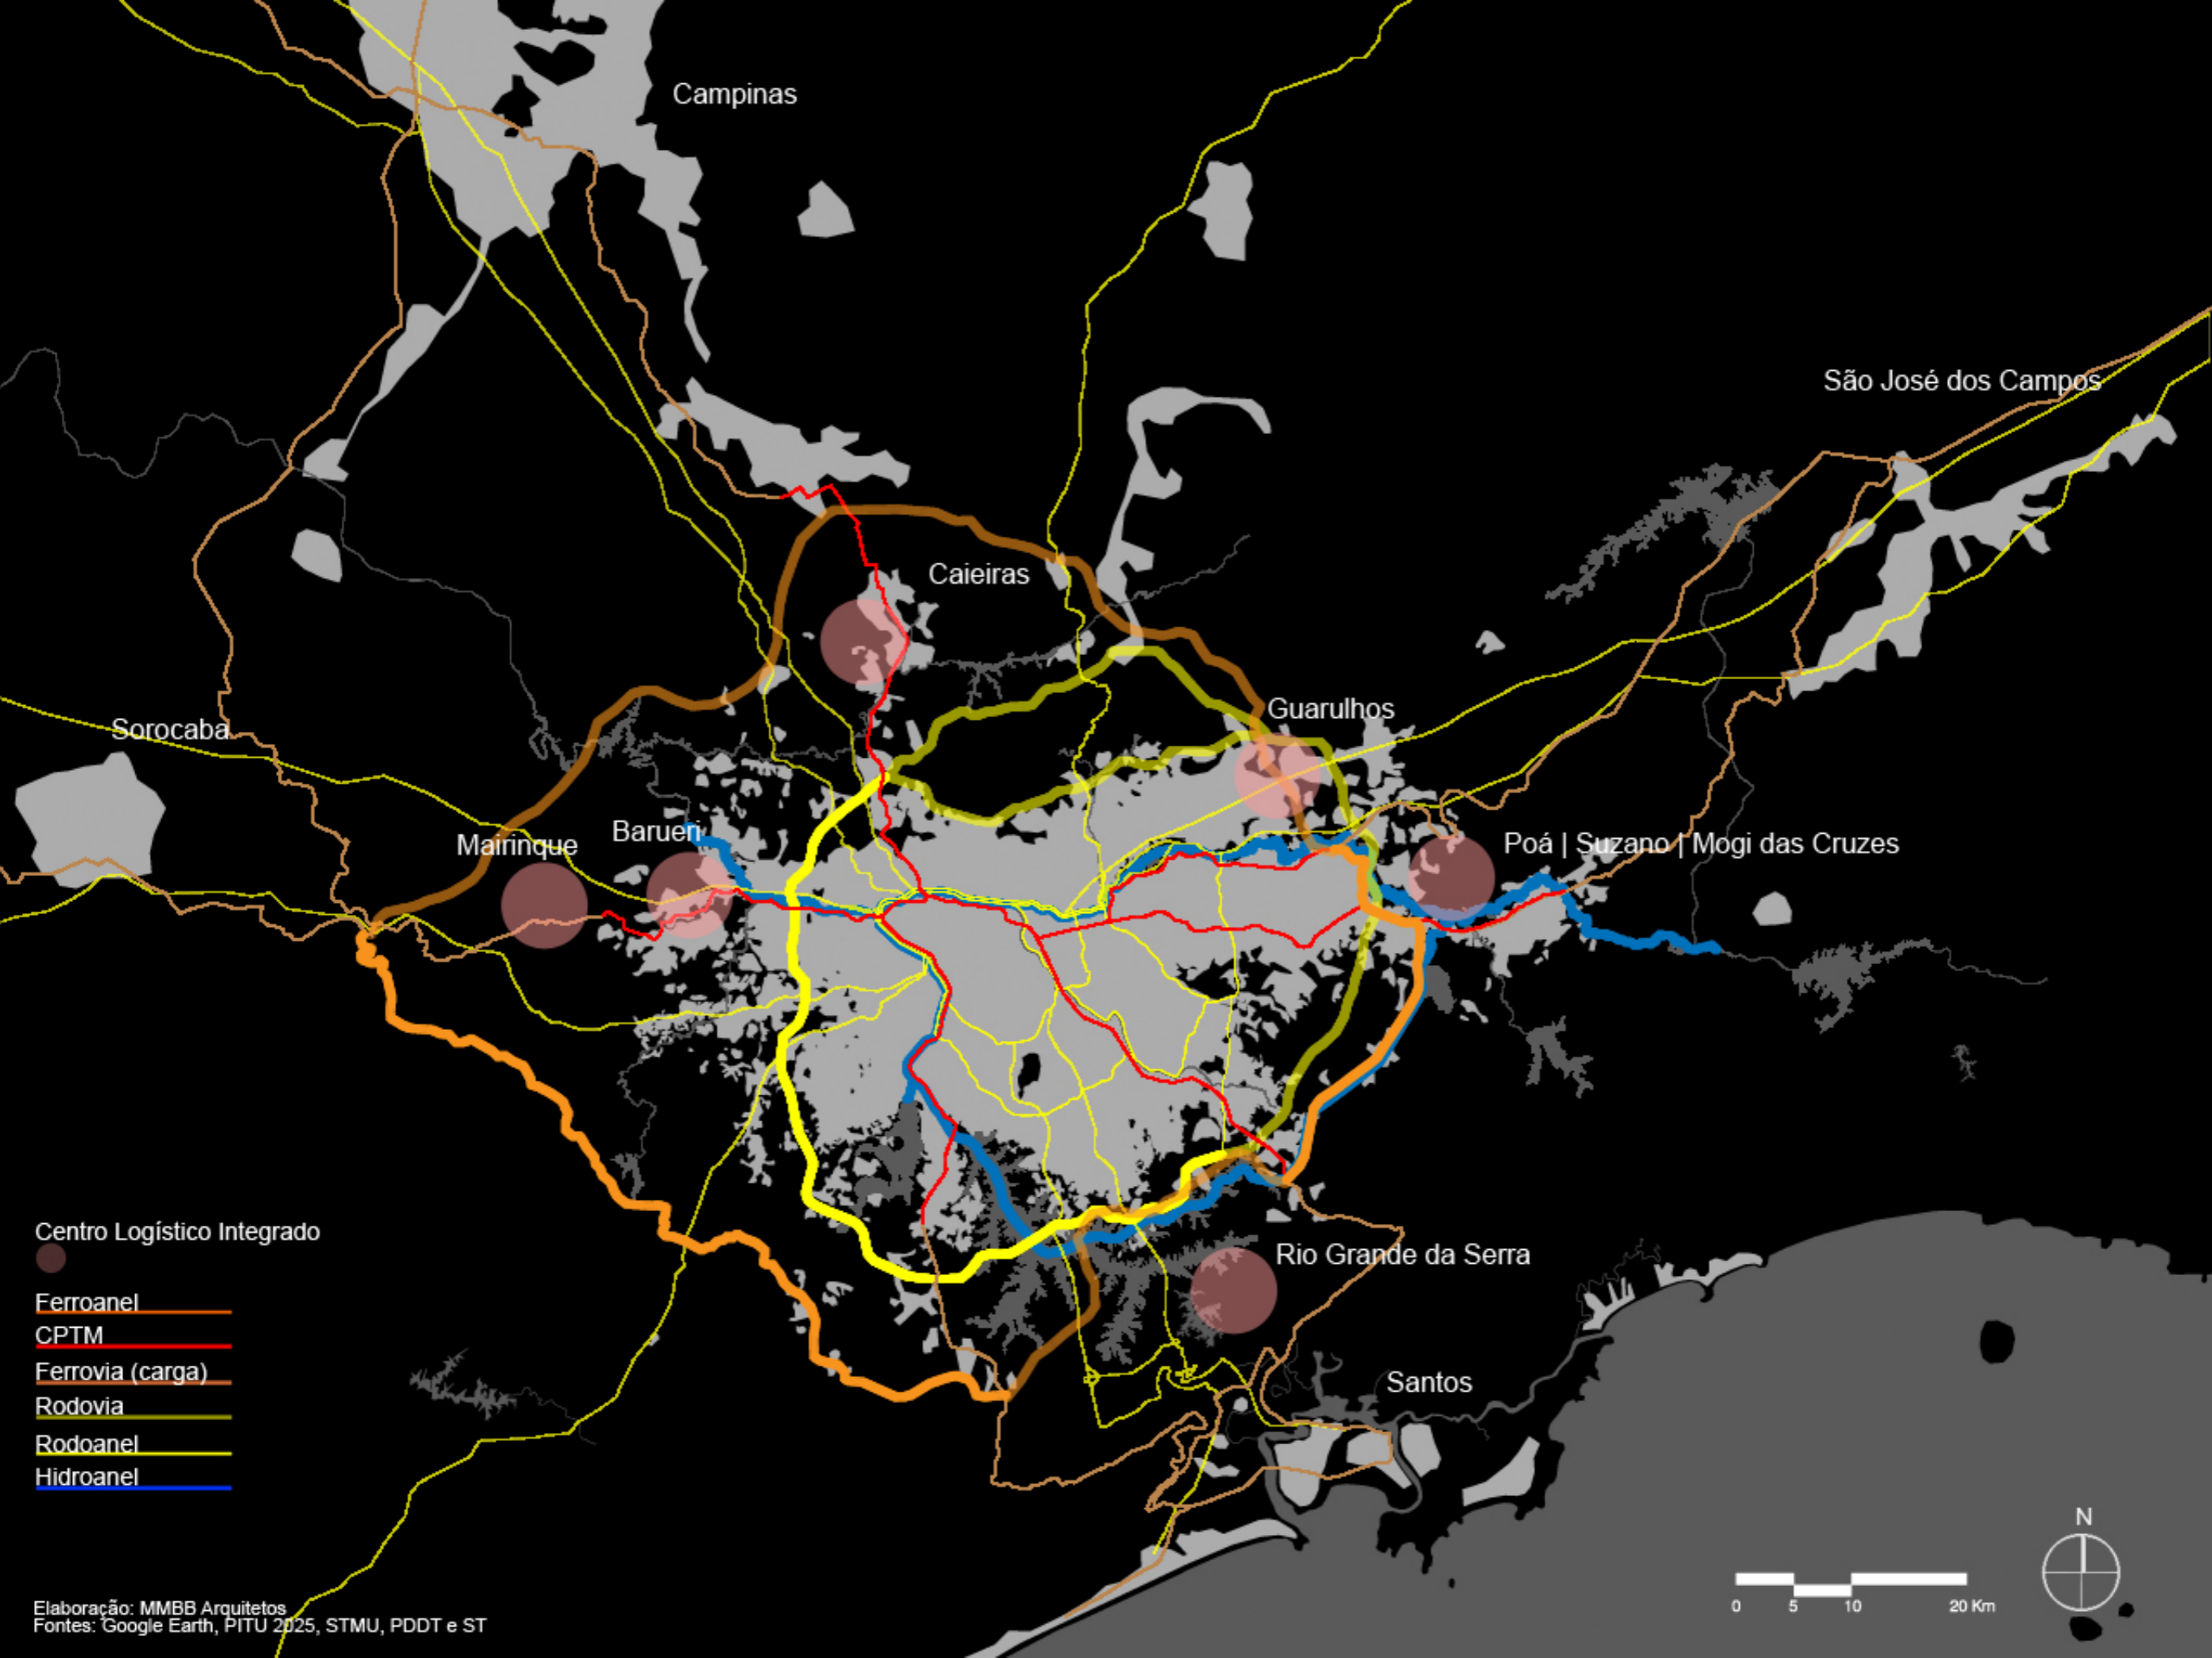 Campinas
São José dos Campos
Caieiras
Guarulhos
Sorocaba
Barueri
Mairinque
Poá | Suzano | Mogi das Cruzes
Rio Grande da Serra
Santos
Centro Logístico Integrado
Ferroanel
CPTM
Ferrovia (carga)
Rodovia
Rodoanel
Hidroanel
N
0 5 10 20 Km
Elaboração: MMBB Arquitetos
Fontes: Google Earth, PITU 2025, STMU, PDDT e ST